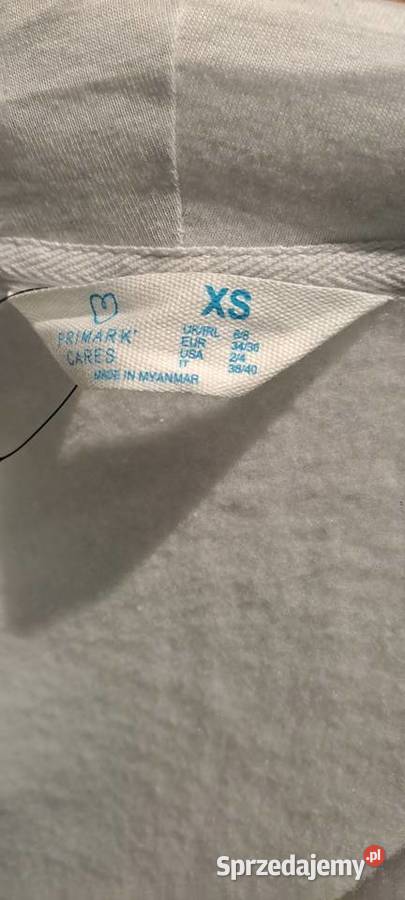 XS
PRIMARK®
CARES
UK/IRL 6/8
EUR 34/36
USA 2/4
IT 38/40
MADE IN MYANMAR
Sprzedajemy.pl